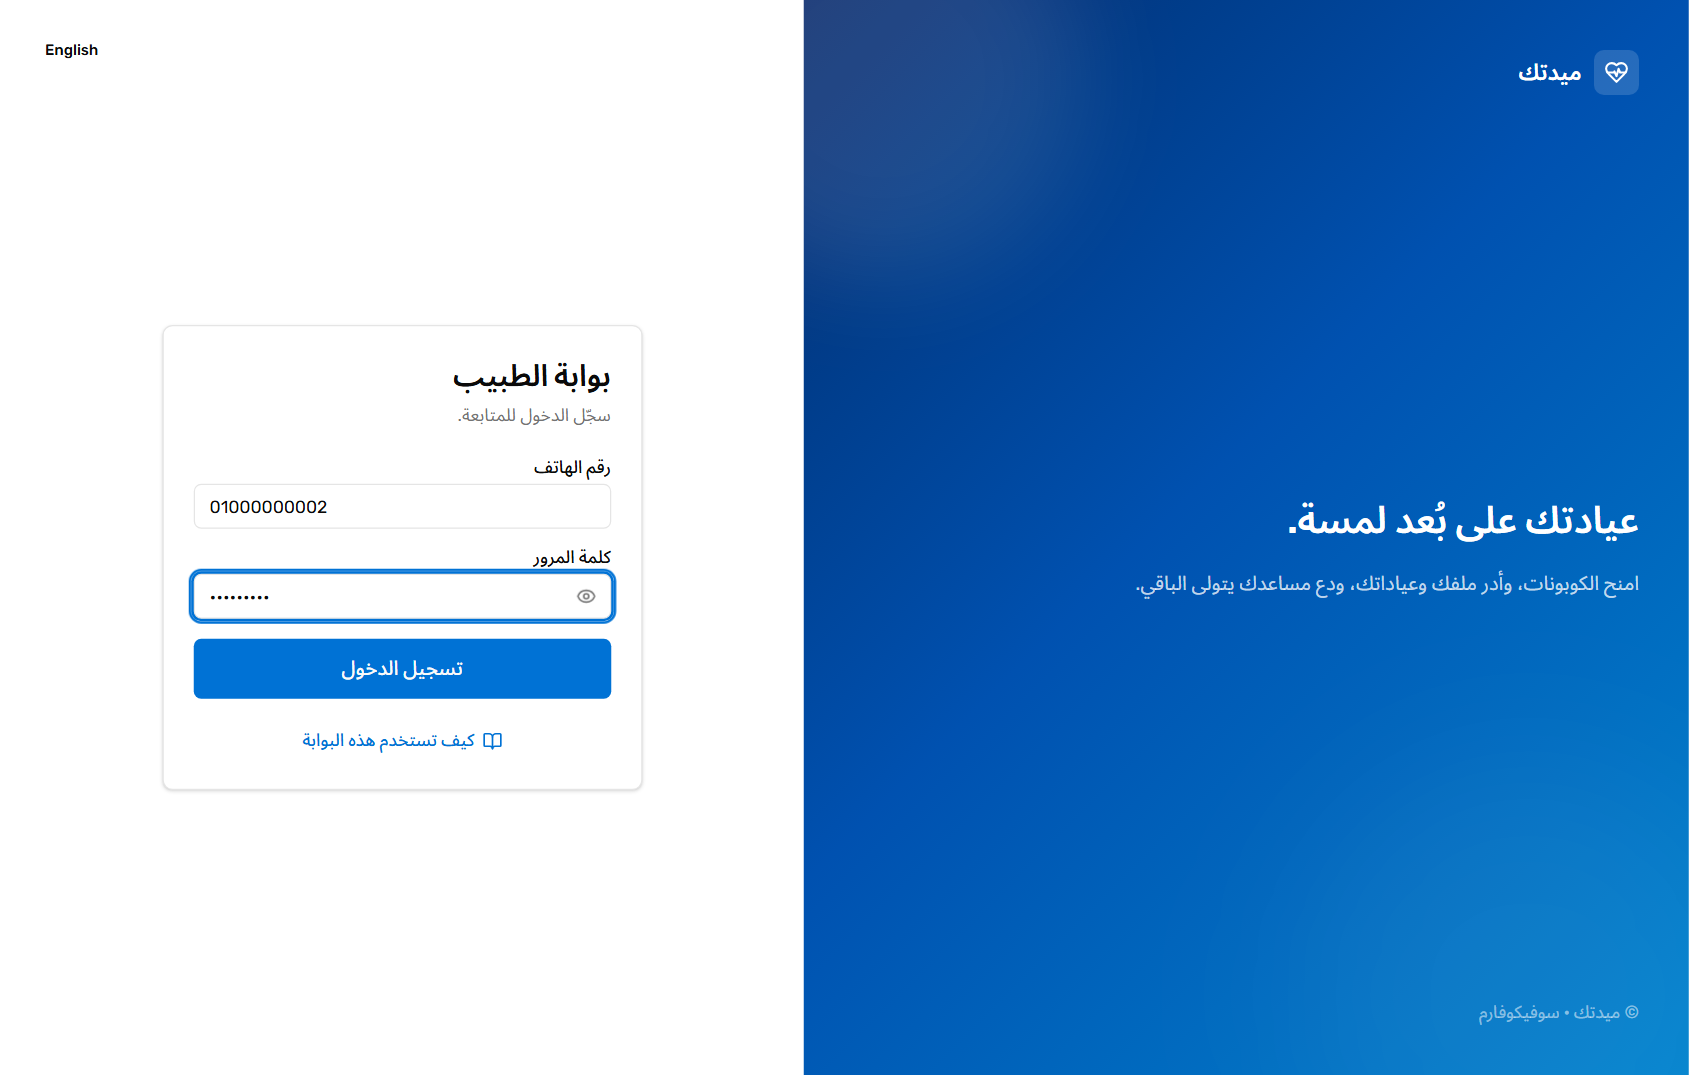 English
ميدتك
عيادتك على بُعد لمسة.
امنح الكوبونات، وأدر ملفك وعياداتك، ودع مساعدك يتولى الباقي.
© ميدتك • سوفيكوفارم
بوابة الطبيب
سجّل الدخول للمتابعة.
رقم الهاتف
01000000002
كلمة المرور
•••••••••
تسجيل الدخول
كيف تستخدم هذه البوابة